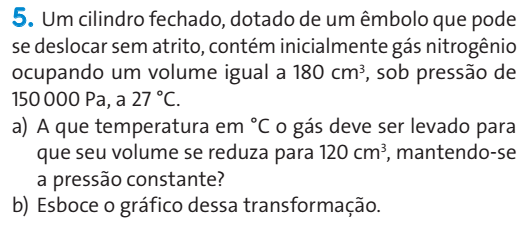 5. Um cilindro fechado, dotado de um êmbolo que pode
se deslocar sem atrito, contém inicialmente gás nitrogênio
ocupando um volume igual a 180 cm³, sob pressão de
150 000 Pa, a 27 °C.
a) A que temperatura em °C o gás deve ser levado para
que seu volume se reduza para 120 cm³, mantendo-se
a pressão constante?
b) Esboce o gráfico dessa transformação.